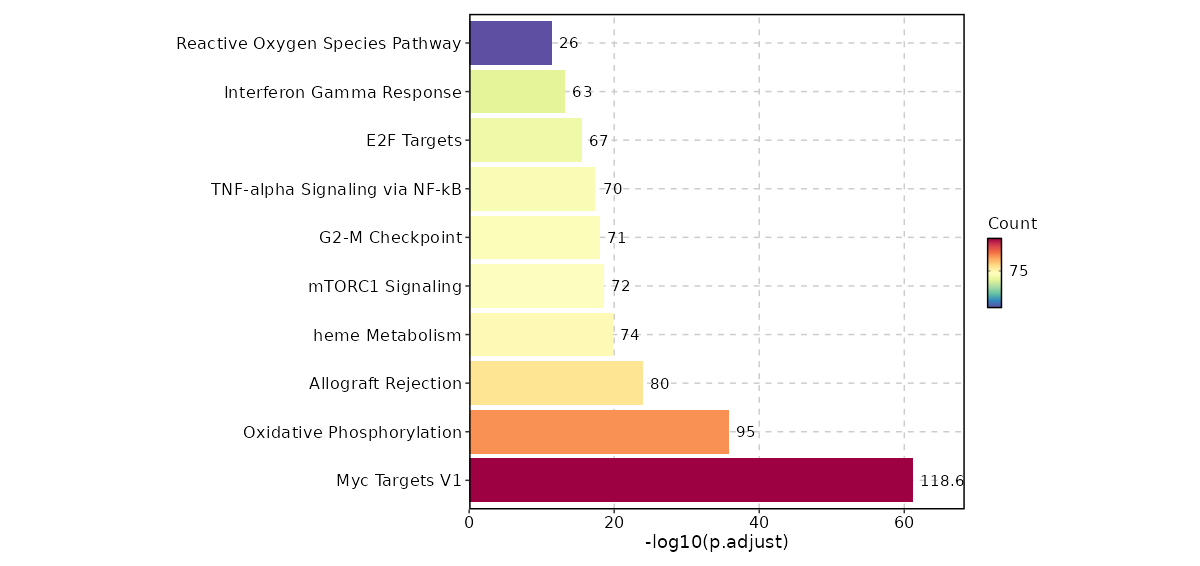 Reactive Oxygen Species Pathway 26
Interferon Gamma Response 63
E2F Targets 67
TNF-alpha Signaling via NF-kB 70
G2-M Checkpoint 71
mTORC1 Signaling 72
heme Metabolism 74
Allograft Rejection 80
Oxidative Phosphorylation 95
Myc Targets V1 118.6
0 20 40 60
-log10(p.adjust)
Count
75